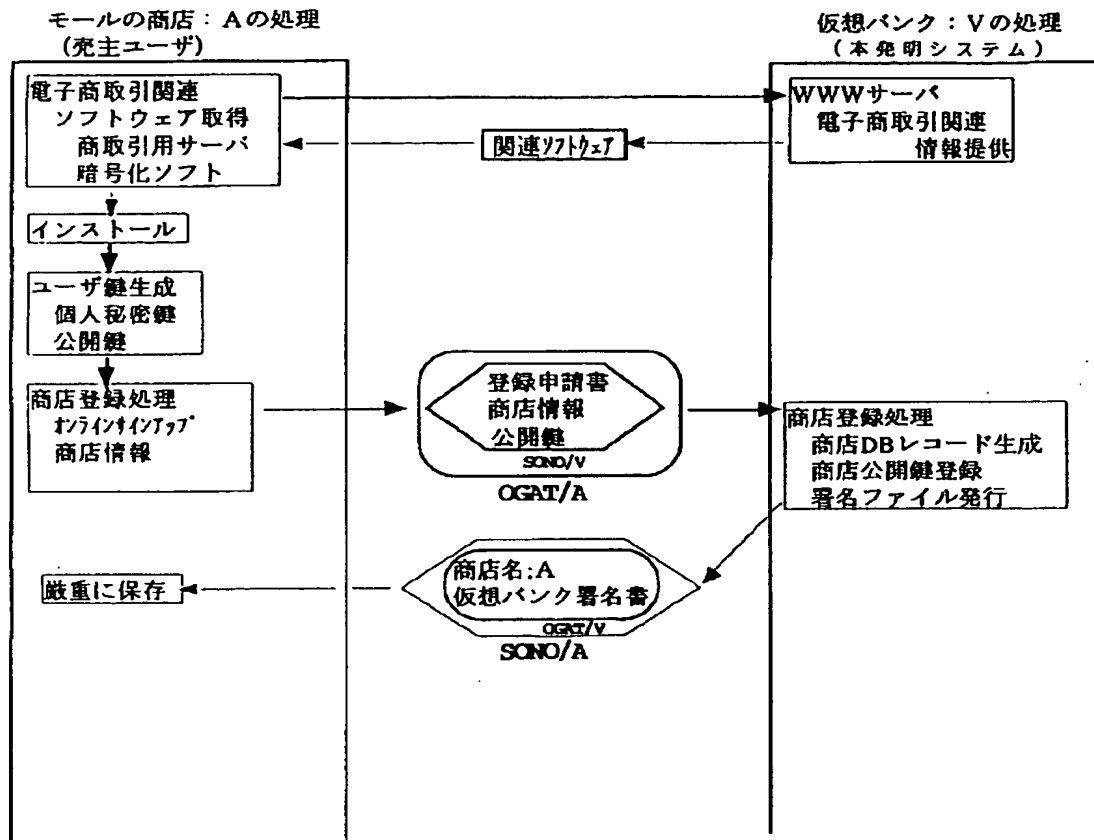 モールの商店：Aの処理
(売主ユーザ)
電子商取引関連
ソフトウェア取得
商取引用サーバ
暗号化ソフト
インストール
ユーザ鍵生成
個人秘密鍵
公開鍵
商店登録処理
オンラインサインアップ
商店情報
厳重に保存
関連ソフトウェア
登録申請書
商店情報
公開鍵
SONO/V
OGAT/A
商店名:A
仮想バンク署名書
OGAT/V
SONO/A
仮想バンク：Vの処理
(本発明システム)
WWWサーバ
電子商取引関連
情報提供
商店登録処理
商店DBレコード生成
商店公開鍵登録
署名ファイル発行